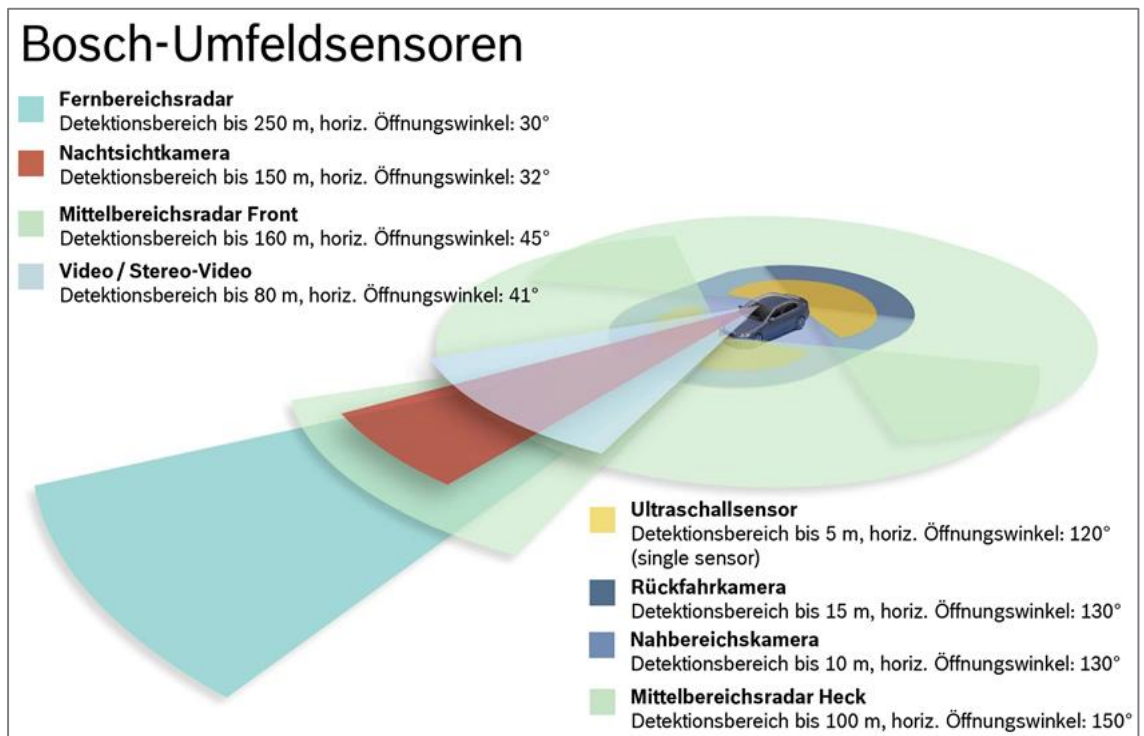 Bosch-Umfeldsensoren
Fernbereichsradar
Detektionsbereich bis 250 m, horiz. Öffnungswinkel: 30°
Nachtsichtkamera
Detektionsbereich bis 150 m, horiz. Öffnungswinkel: 32°
Mittelbereichsradar Front
Detektionsbereich bis 160 m, horiz. Öffnungswinkel: 45°
Video / Stereo-Video
Detektionsbereich bis 80 m, horiz. Öffnungswinkel: 41°
Ultraschallsensor
Detektionsbereich bis 5 m, horiz. Öffnungswinkel: 120°
(single sensor)
Rückfahrkamera
Detektionsbereich bis 15 m, horiz. Öffnungswinkel: 130°
Nahbereichskamera
Detektionsbereich bis 10 m, horiz. Öffnungswinkel: 130°
Mittelbereichsradar Heck
Detektionsbereich bis 100 m, horiz. Öffnungswinkel: 150°